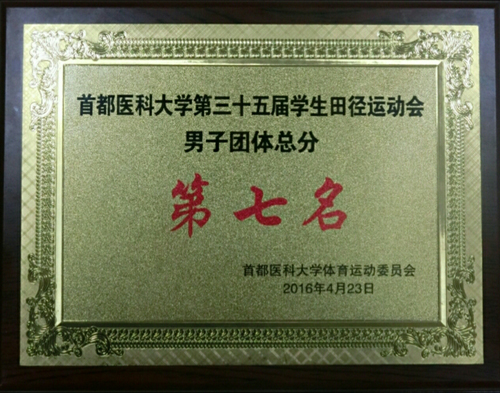 首都医科大学第三十五届学生田径运动会
男子团体总分
第七名
首都医科大学体育运动委员会
2016年4月23日